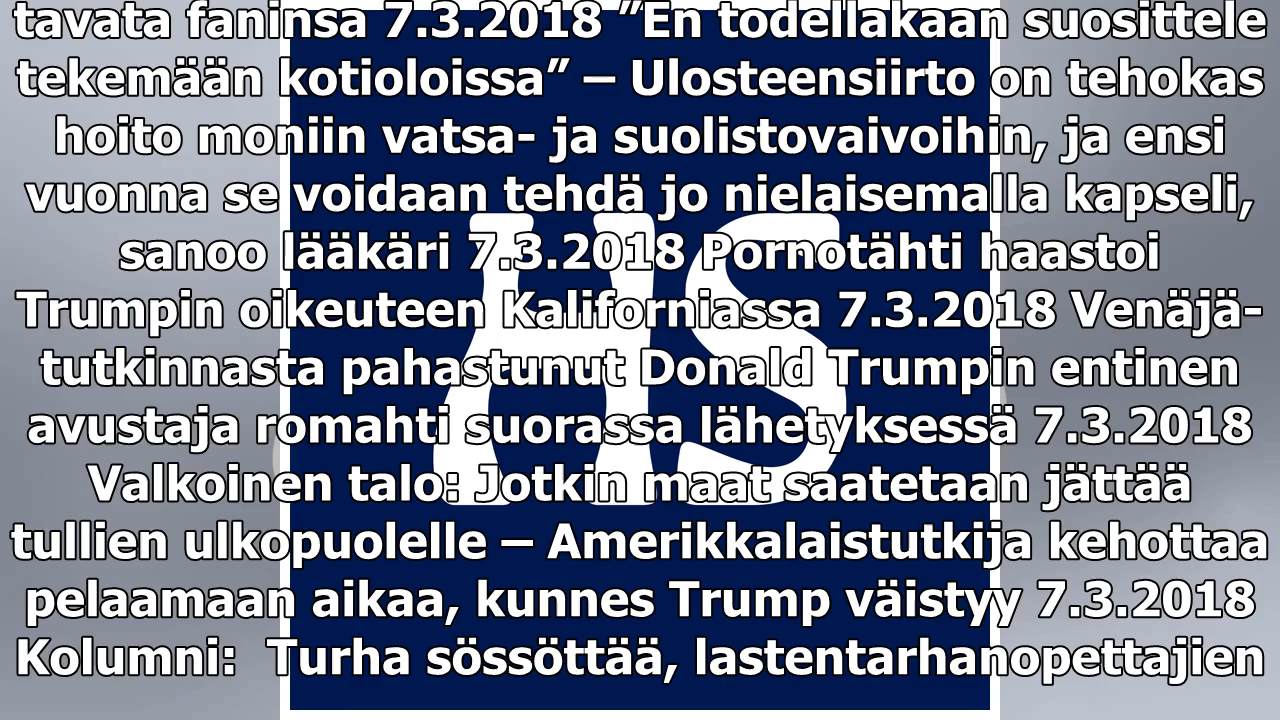 tavata faninsa 7.3.2018 ”En todellakaan suosittele
tekemään kotioloissa” – Ulosteensiirto on tehokas
hoito moniin vatsa- ja suolistovaivoihin, ja ensi
vuonna se voidaan tehdä jo nielaisemalla kapseli,
sanoo lääkäri 7.3.2018 Pornotähti haastoi
Trumpin oikeuteen Kaliforniassa 7.3.2018 Venäjä-
tutkinnasta pahastunut Donald Trumpin entinen
avustaja romahti suorassa lähetyksessä 7.3.2018
Valkoinen talo: Jotkin maat saatetaan jättää
tullien ulkopuolelle – Amerikkalaistutkija kehottaa
pelaamaan aikaa, kunnes Trump väistyy 7.3.2018
Kolumni:  Turha sössöttää, lastentarhanopettajien
HS